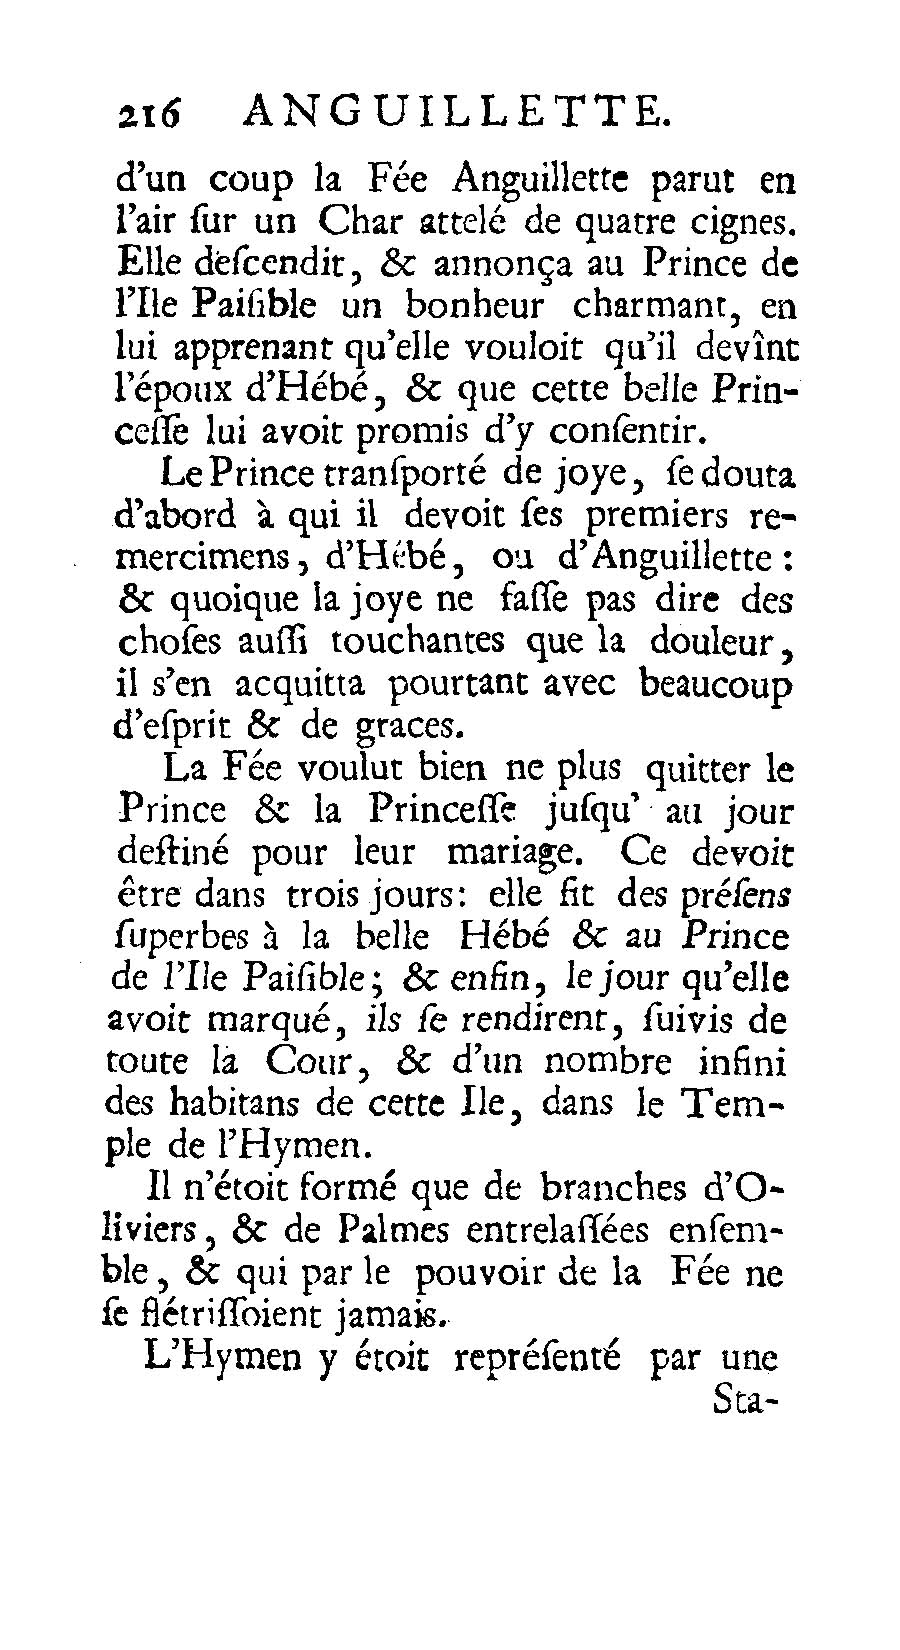 216 ANGUILLETTE.
d'un coup la Fée Anguillette parut en
l'air ſur un Char attelé de quatre cignes.
Elle deſcendit, & annonça au Prince de
l'Ile Paiſible un bonheur charmant, en
lui apprenant qu'elle vouloit qu'il devînt
l'époux d'Hébé, & que cette belle Prin-
ceſſe lui avoit promis d'y conſentir.
Le Prince tranſporté de joye, ſe douta
d'abord à qui il devoit ſes premiers re-
mercimens, d'Hébé, ou d'Anguillette :
& quoique la joye ne faſſe pas dire des
choſes auſſi touchantes que la douleur,
il s'en acquitta pourtant avec beaucoup
d'eſprit & de graces.
La Fée voulut bien ne plus quitter le
Prince & la Princeſſe juſqu' au jour
deſtiné pour leur mariage. Ce devoit
être dans trois jours: elle fit des préſens
ſuperbes à la belle Hébé & au Prince
de l'Ile Paiſible; & enfin, le jour qu'elle
avoit marqué, ils ſe rendirent, ſuivis de
toute la Cour, & d'un nombre infini
des habitans de cette Ile, dans le Tem-
ple de l'Hymen.
Il n'étoit formé que de branches d'O-
liviers, & de Palmes entrelaſſées enſem-
ble, & qui par le pouvoir de la Fée ne
ſe flétriſſoient jamais.
L'Hymen y étoit repréſenté par une
Sta-